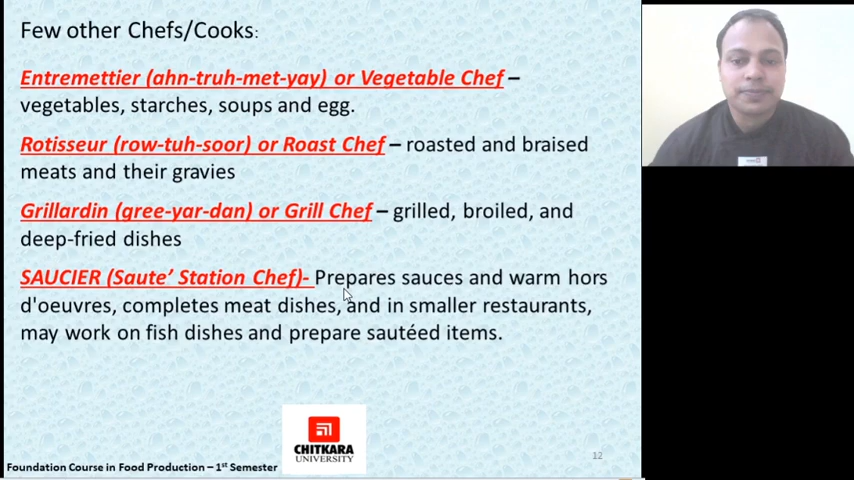 Few other Chefs/Cooks:
Entremettier (ahn-truh-met-yay) or Vegetable Chef –
vegetables, starches, soups and egg.
Rotisseur (row-tuh-soor) or Roast Chef – roasted and braised
meats and their gravies
Grillardin (gree-yar-dan) or Grill Chef – grilled, broiled, and
deep-fried dishes
SAUCIER (Saute’ Station Chef)- Prepares sauces and warm hors
d'oeuvres, completes meat dishes, and in smaller restaurants,
may work on fish dishes and prepare sautéed items.
CHITKARA
UNIVERSITY
12
Foundation Course in Food Production – 1st Semester